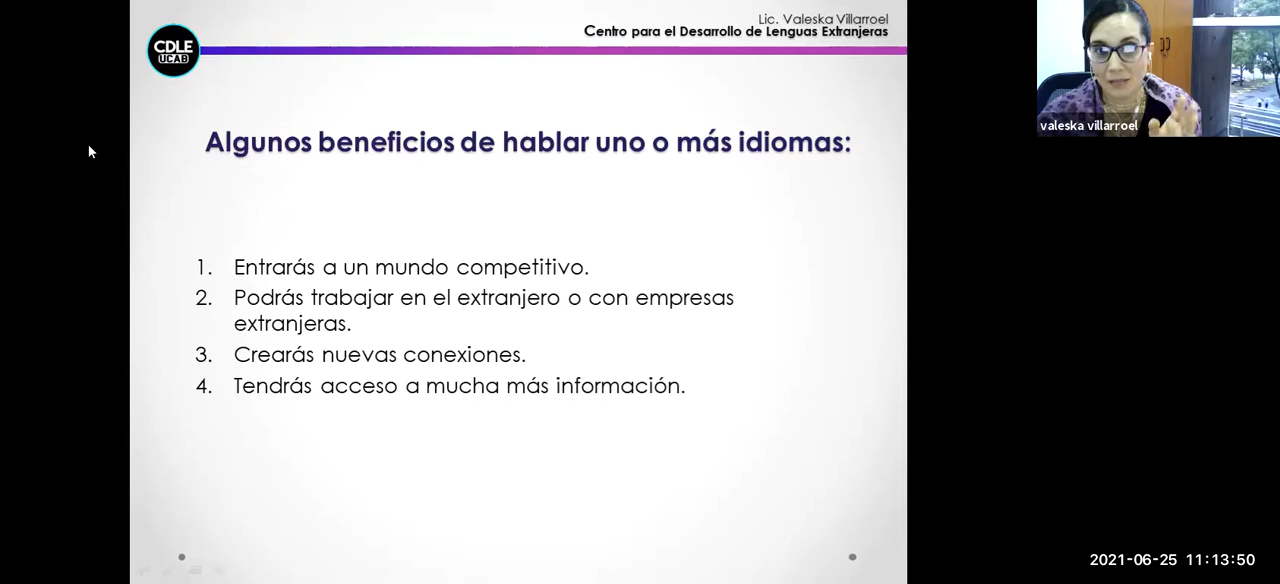 Lic. Valeska Villarroel
Centro para el Desarrollo de Lenguas Extranjeras
CDLE
UCAB
valeska villarroel
Algunos beneficios de hablar uno o más idiomas:
1. Entrarás a un mundo competitivo.
2. Podrás trabajar en el extranjero o con empresas
extranjeras.
3. Crearás nuevas conexiones.
4. Tendrás acceso a mucha más información.
2021-06-25 11:13:50